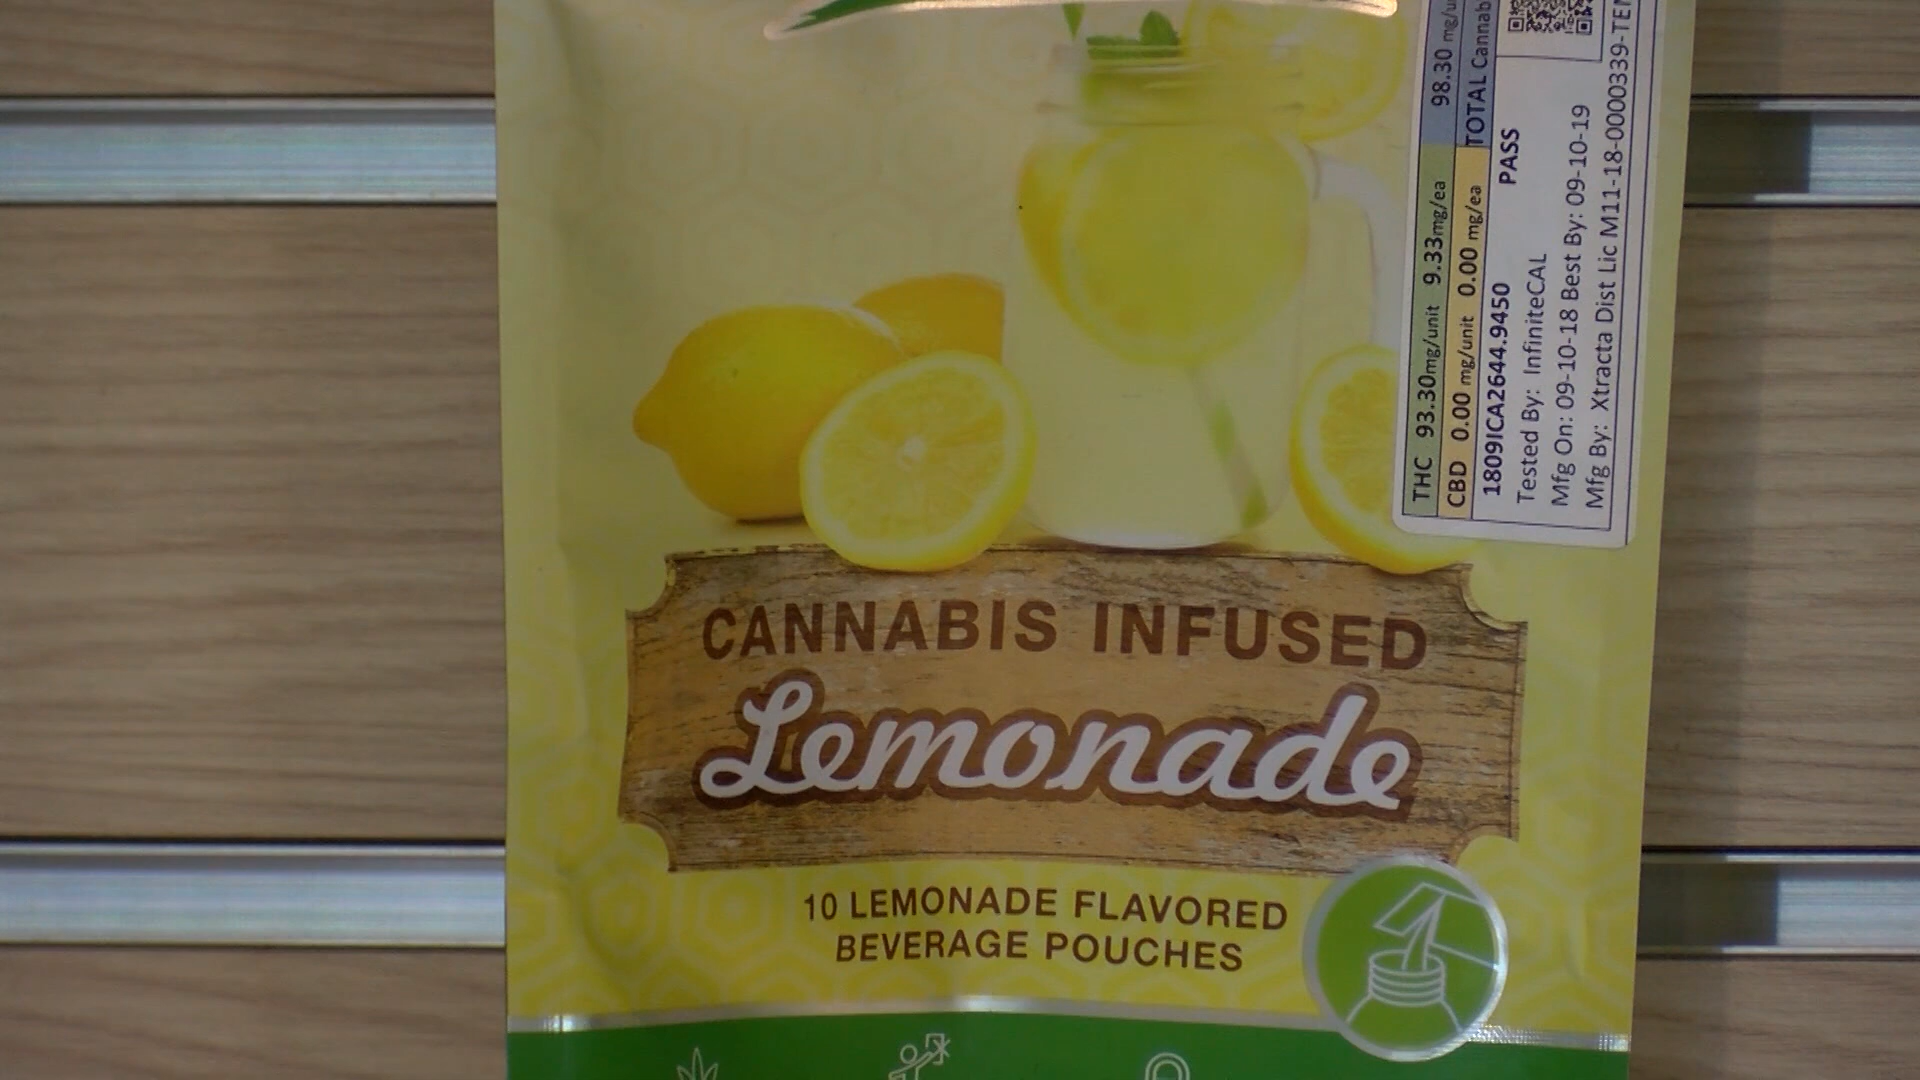 CANNABIS INFUSED
Lemonade
10 LEMONADE FLAVORED
BEVERAGE POUCHES
THC 93.30mg/unit 9.33mg/ea 98.30
CBD 0.00 mg/unit 0.00 mg/ea TOTAL
1809ICA2644.9450 PASS
Tested By: InfiniteCAL
Mfg On: 09-10-18 Best By: 09-10-19
Mfg By: Xtracta Dist Lic M11-18-0000339-TEM